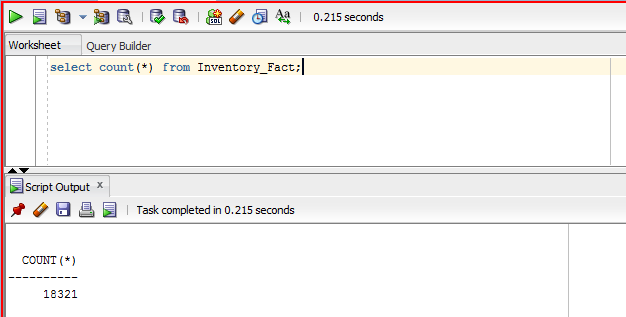 0.215 seconds
Worksheet Query Builder
select count(*) from Inventory_Fact;
Script Output x
Task completed in 0.215 seconds
COUNT(*)
----------
18321